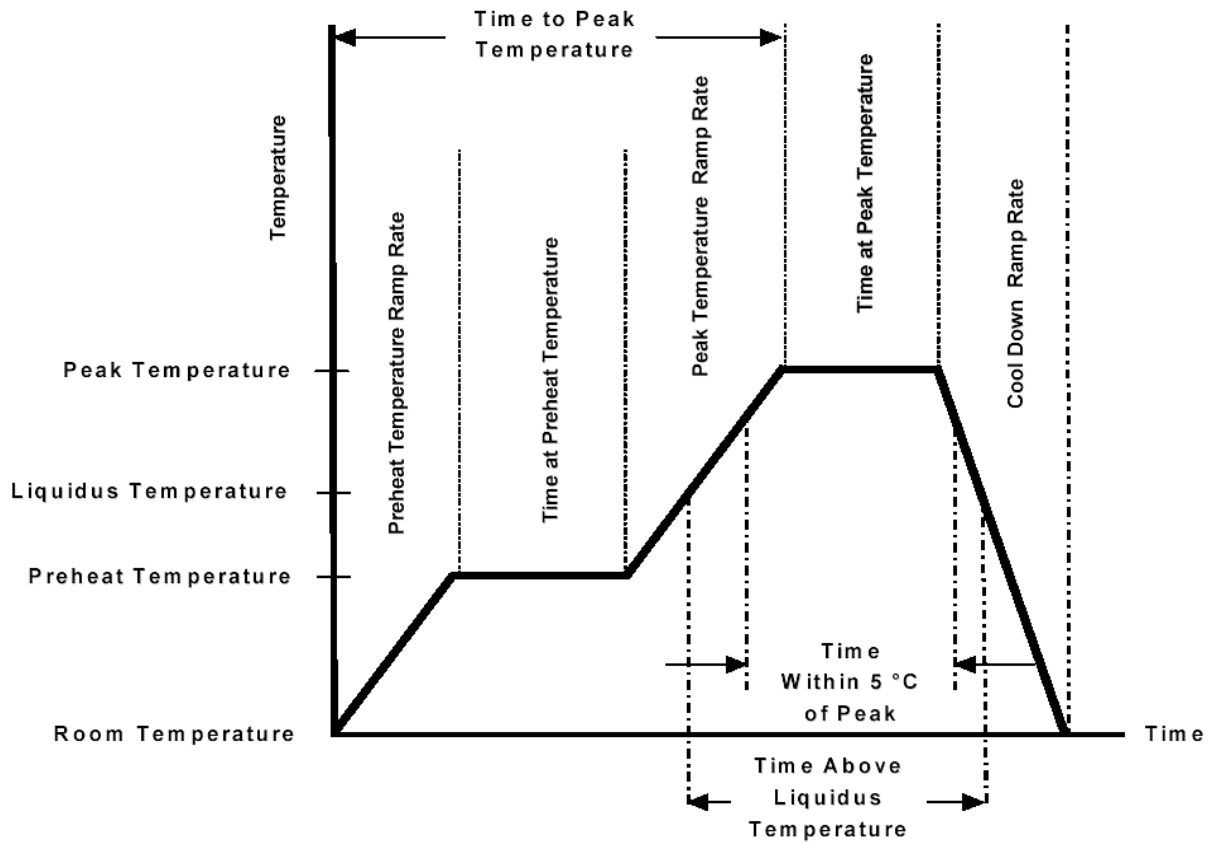 Time to Peak
Temperature
Temperature
Preheat Temperature Ramp Rate
Time at Preheat Temperature
Peak Temperature Ramp Rate
Time at Peak Temperature
Cool Down Ramp Rate
Peak Temperature
Liquidus Temperature
Preheat Temperature
Room Temperature
Time
Within 5 °C
of Peak
Time
Time Above
Liquidus
Temperature